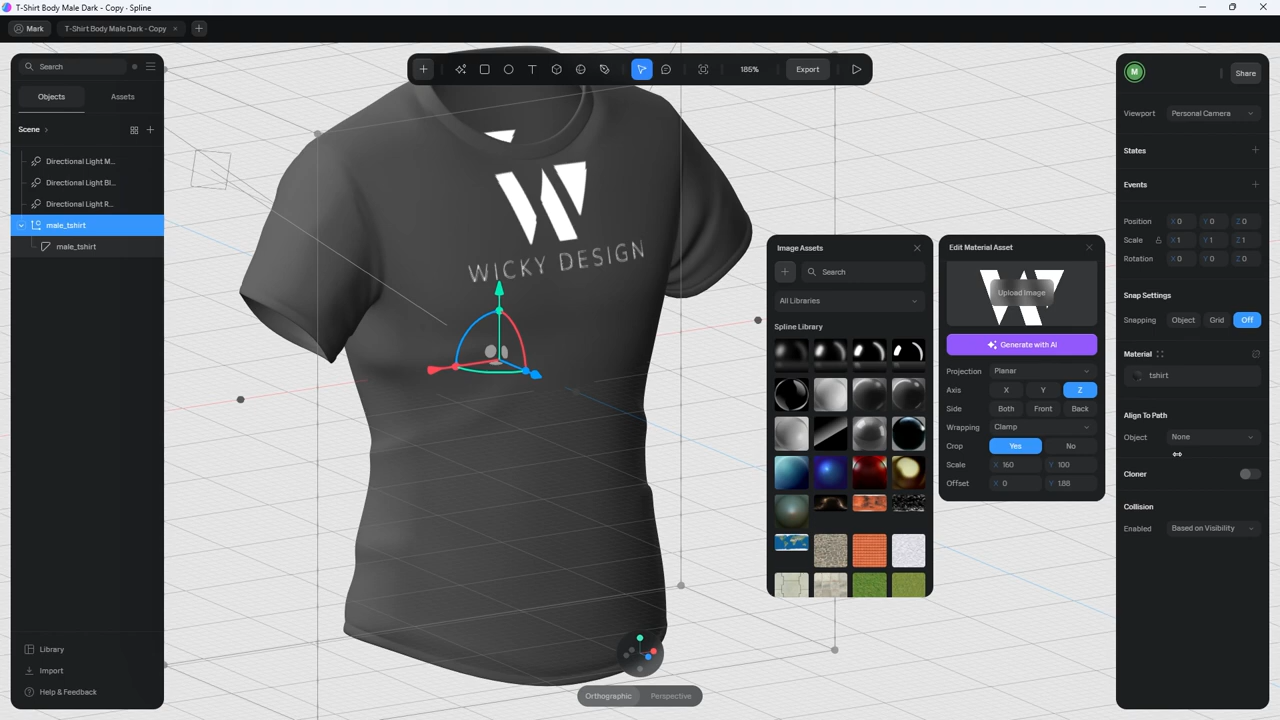 T-Shirt Body Male Dark - Copy - Spline
Mark
T-Shirt Body Male Dark - Copy
Search
Objects
Assets
Scene
Directional Light M...
Directional Light Bl...
Directional Light R...
male_tshirt
male_tshirt
Library
Import
Help & Feedback
T
185%
Export
WICKY DESIGN
Orthographic
Perspective
Image Assets
Search
All Libraries
Spline Library
Edit Material Asset
Upload Image
Generate with AI
Projection Planar
Axis X Y Z
Side Both Front Back
Wrapping Clamp
Crop Yes No
Scale X 160 Y 100
Offset X 0 Y 1.88
M
Share
Viewport Personal Camera
States
Events
Position X 0 Y 0 Z 0
Scale X 1 Y 1 Z 1
Rotation X 0 Y 0 Z 0
Snap Settings
Snapping Object Grid Off
Material
tshirt
Align To Path
Object None
Cloner
Collision
Enabled Based on Visibility